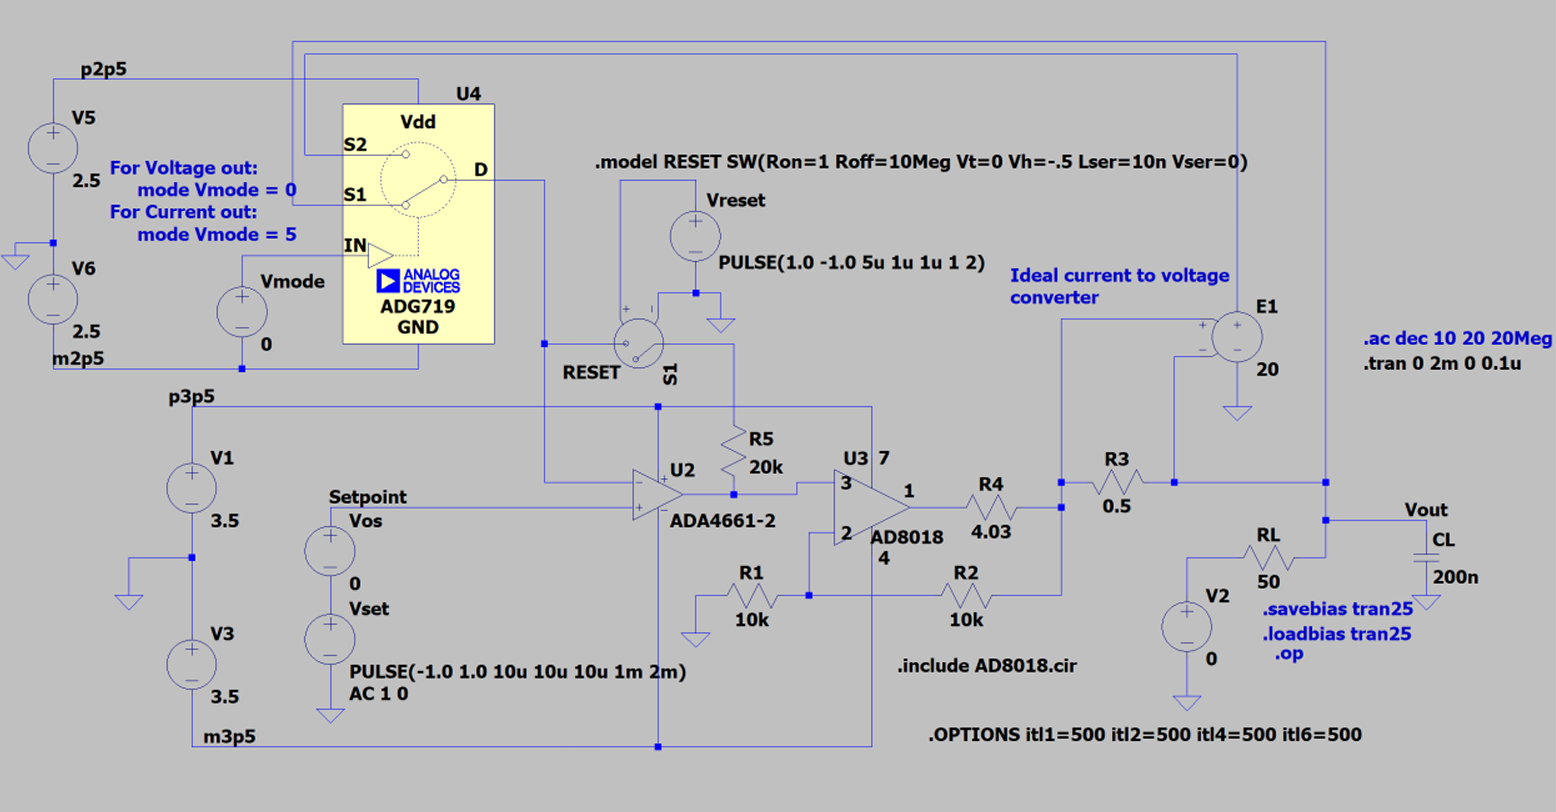 p2p5
U4
V5
Vdd
2.5
For Voltage out:
mode Vmode = 0
For Current out:
mode Vmode = 5
S2
S1
D
IN
ANALOG
DEVICES
ADG719
GND
.model RESET SW(Ron=1 Roff=10Meg Vt=0 Vh=-.5 Lser=10n Vser=0)
Vreset
PULSE(1.0 -1.0 5u 1u 1u 1 2)
V6
2.5
m2p5
Vmode
0
Ideal current to voltage
converter
E1
20
.ac dec 10 20 20Meg
.tran 0 2m 0 0.1u
RESET
S1
p3p5
V1
3.5
R5
20k
U2
ADA4661-2
U3
7
3
2
1
AD8018
4
R4
4.03
R3
0.5
Setpoint
Vos
0
Vset
PULSE(-1.0 1.0 10u 10u 10u 1m 2m)
AC 1 0
R1
10k
R2
10k
Vout
CL
200n
RL
50
V2
0
.savebias tran25
.loadbias tran25
.op
V3
3.5
m3p5
.include AD8018.cir
.OPTIONS itl1=500 itl2=500 itl4=500 itl6=500